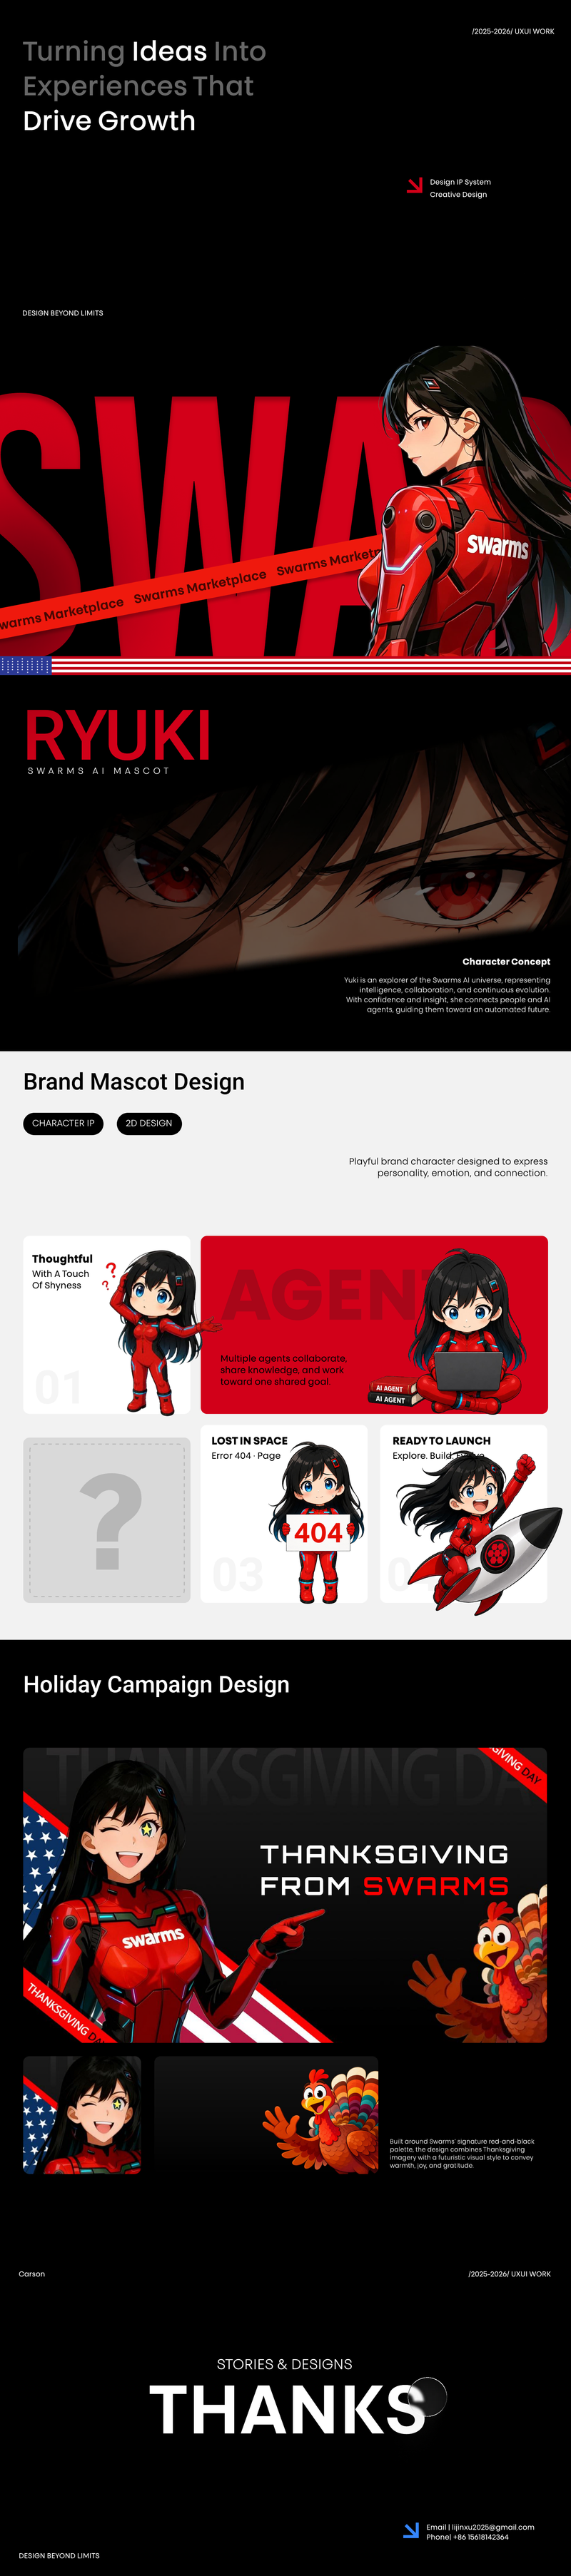 /2025-2026/ UXUI WORK
Turning Ideas Into
Experiences That
Drive Growth
Design IP System
Creative Design
DESIGN BEYOND LIMITS
SWA
Swarms
warms Marketplace Swarms Marketplace Swarms Marketp
RYUKI
SWARMS AI MASCOT
Character Concept
Yuki is an explorer of the Swarms AI universe, representing
intelligence, collaboration, and continuous evolution.
With confidence and insight, she connects people and AI
agents, guiding them toward an automated future.
Brand Mascot Design
CHARACTER IP
2D DESIGN
Playful brand character designed to express
personality, emotion, and connection.
Thoughtful
With A Touch
Of Shyness
? ?
01
AGENT
Multiple agents collaborate,
share knowledge, and work
toward one shared goal.
AI AGENT
AI AGENT
?
LOST IN SPACE
Error 404 · Page
404
03
READY TO LAUNCH
Explore. Build.
0
Holiday Campaign Design
THANKSGIVING DA
GIVING DAY
THANKSGIVING
FROM SWARMS
swarms
THANKSGIVING DA
Built around Swarms' signature red-and-black
palette, the design combines Thanksgiving
imagery with a futuristic visual style to convey
warmth, joy, and gratitude.
Carson
/2025-2026/ UXUI WORK
STORIES & DESIGNS
THANKS
Email | lijinxu2025@gmail.com
Phone| +86 15618142364
DESIGN BEYOND LIMITS